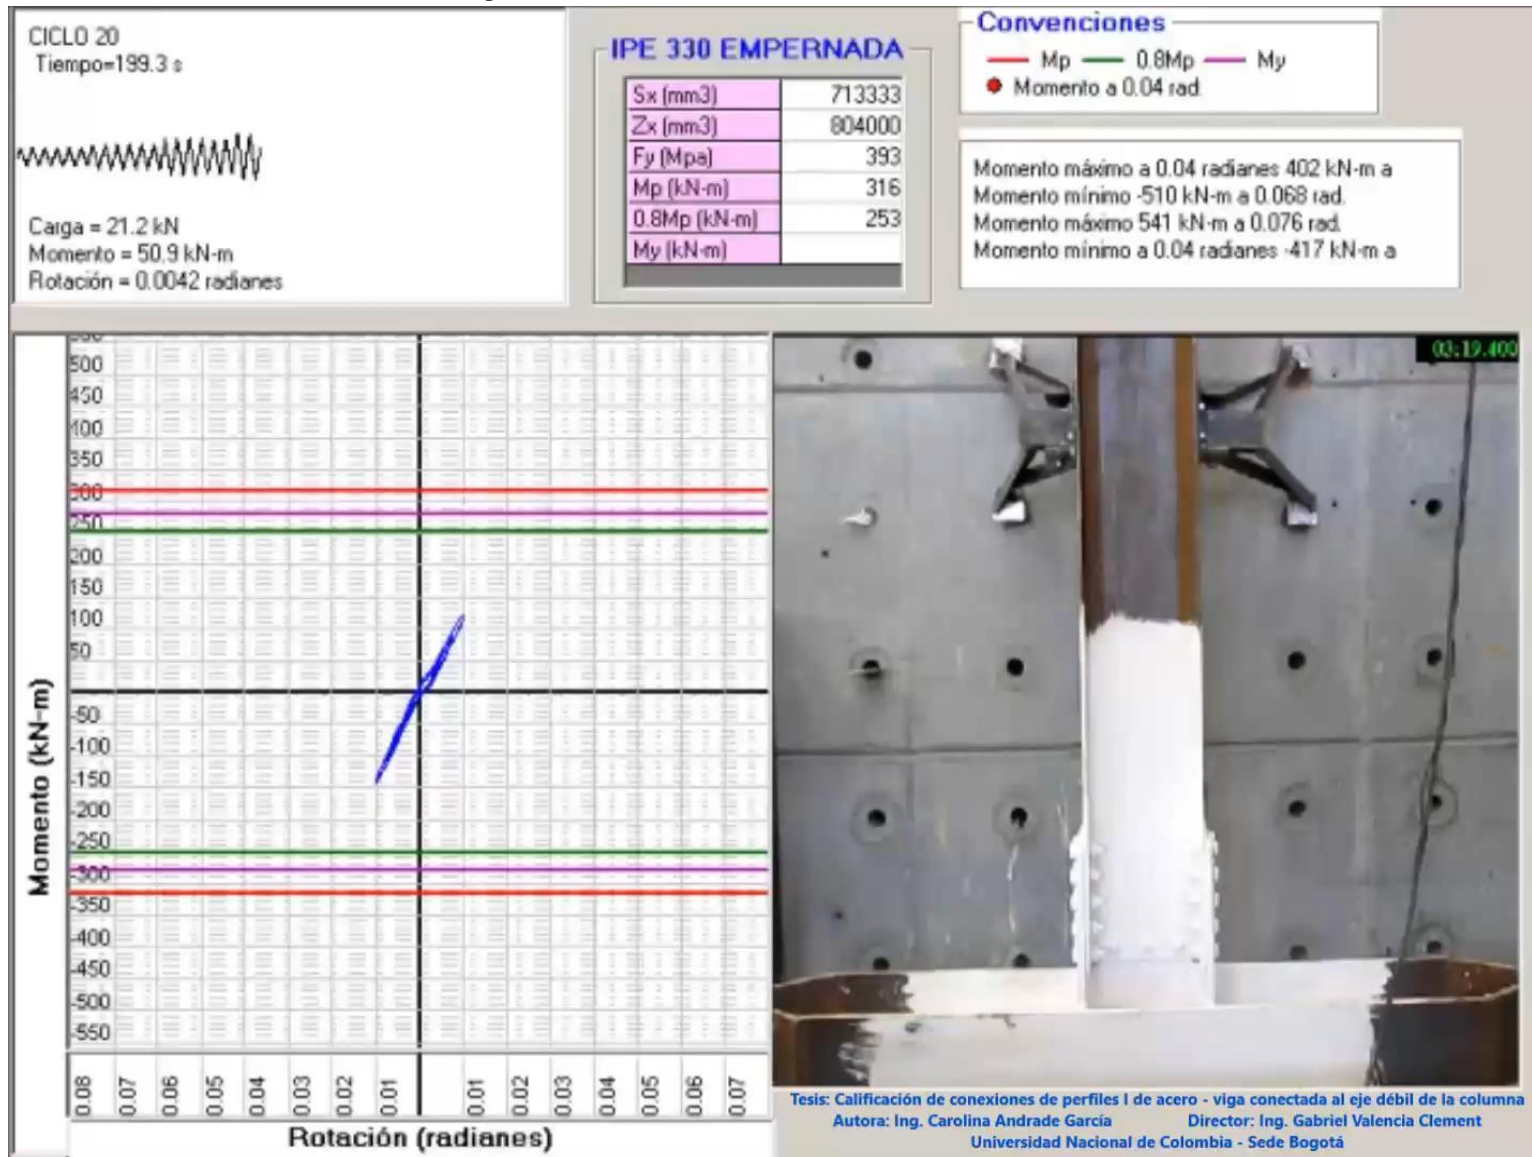 CICLO 20
Tiempo=199.3 s
Carga = 21.2 kN
Momento = 50.9 kN-m
Rotación = 0.0042 radianes
IPE 330 EMPERNADA
Sx (mm3) 713333
Zx (mm3) 804000
Fy (Mpa) 393
Mp (kN-m) 316
0.8Mp (kN-m) 253
My (kN-m)
Convenciones
Mp 0.8Mp My
Momento a 0.04 rad.
Momento máximo a 0.04 radianes 402 kN-m a
Momento mínimo -510 kN-m a 0.068 rad.
Momento máximo 541 kN-m a 0.076 rad.
Momento mínimo a 0.04 radianes -417 kN-m a
Momento (kN-m)
500
450
400
350
300
250
200
150
100
50
-50
-100
-150
-200
-250
-300
-350
-400
-450
-500
-550
0.08 0.07 0.06 0.05 0.04 0.03 0.02 0.01 0.01 0.02 0.03 0.04 0.05 0.06 0.07
Rotación (radianes)
03:19.400
Tesis: Calificación de conexiones de perfiles I de acero - viga conectada al eje débil de la columna
Autora: Ing. Carolina Andrade García Director: Ing. Gabriel Valencia Clement
Universidad Nacional de Colombia - Sede Bogotá